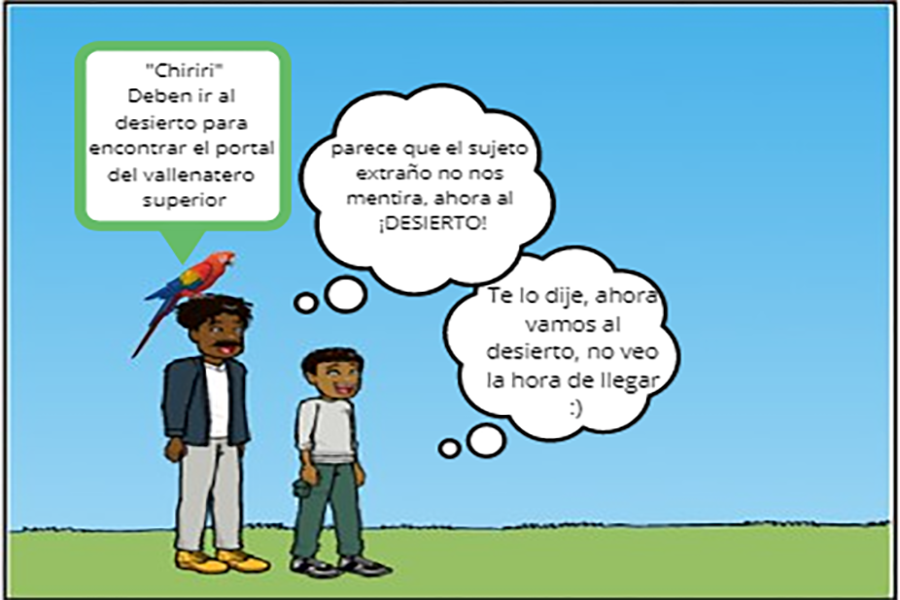 "Chiriri"
Deben ir al
desierto para
encontrar el portal
del vallenatero
superior
parece que el sujeto
extraño no nos
mentira, ahora al
¡DESIERTO!
Te lo dije, ahora
vamos al
desierto, no veo
la hora de llegar
:)